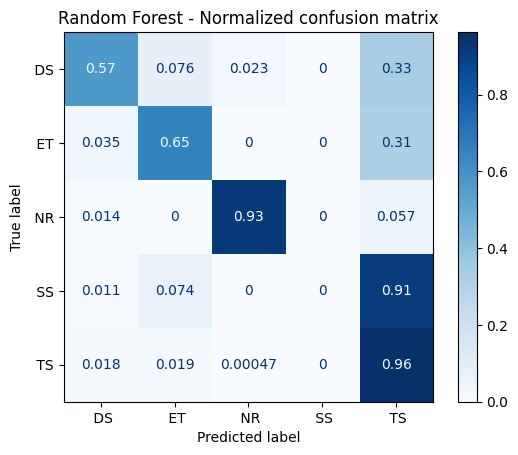 Random Forest - Normalized confusion matrix
DS 0.57 0.076 0.023 0 0.33
ET 0.035 0.65 0 0 0.31
NR 0.014 0 0.93 0 0.057
SS 0.011 0.074 0 0 0.91
TS 0.018 0.019 0.00047 0 0.96
DS ET NR SS TS
True label
Predicted label
0.8
0.6
0.4
0.2
0.0